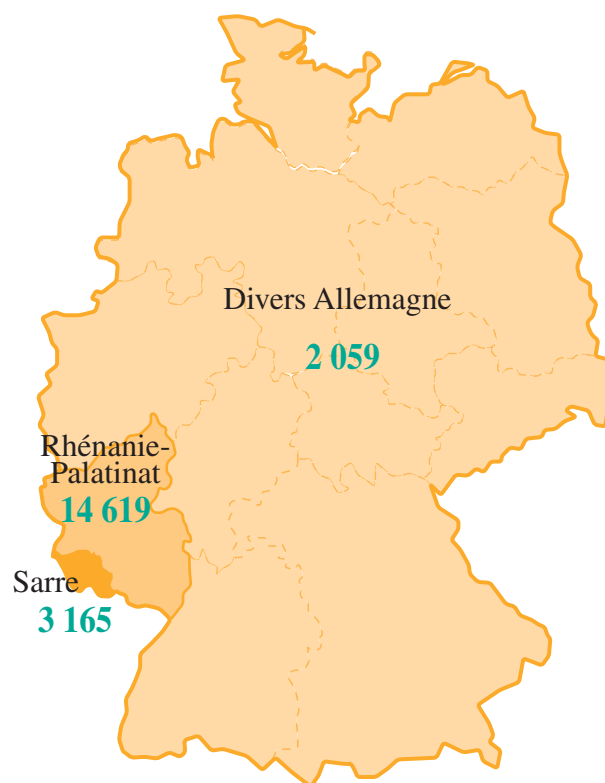 Divers Allemagne
2 059
Rhénanie-
Palatinat
14 619
Sarre
3 165